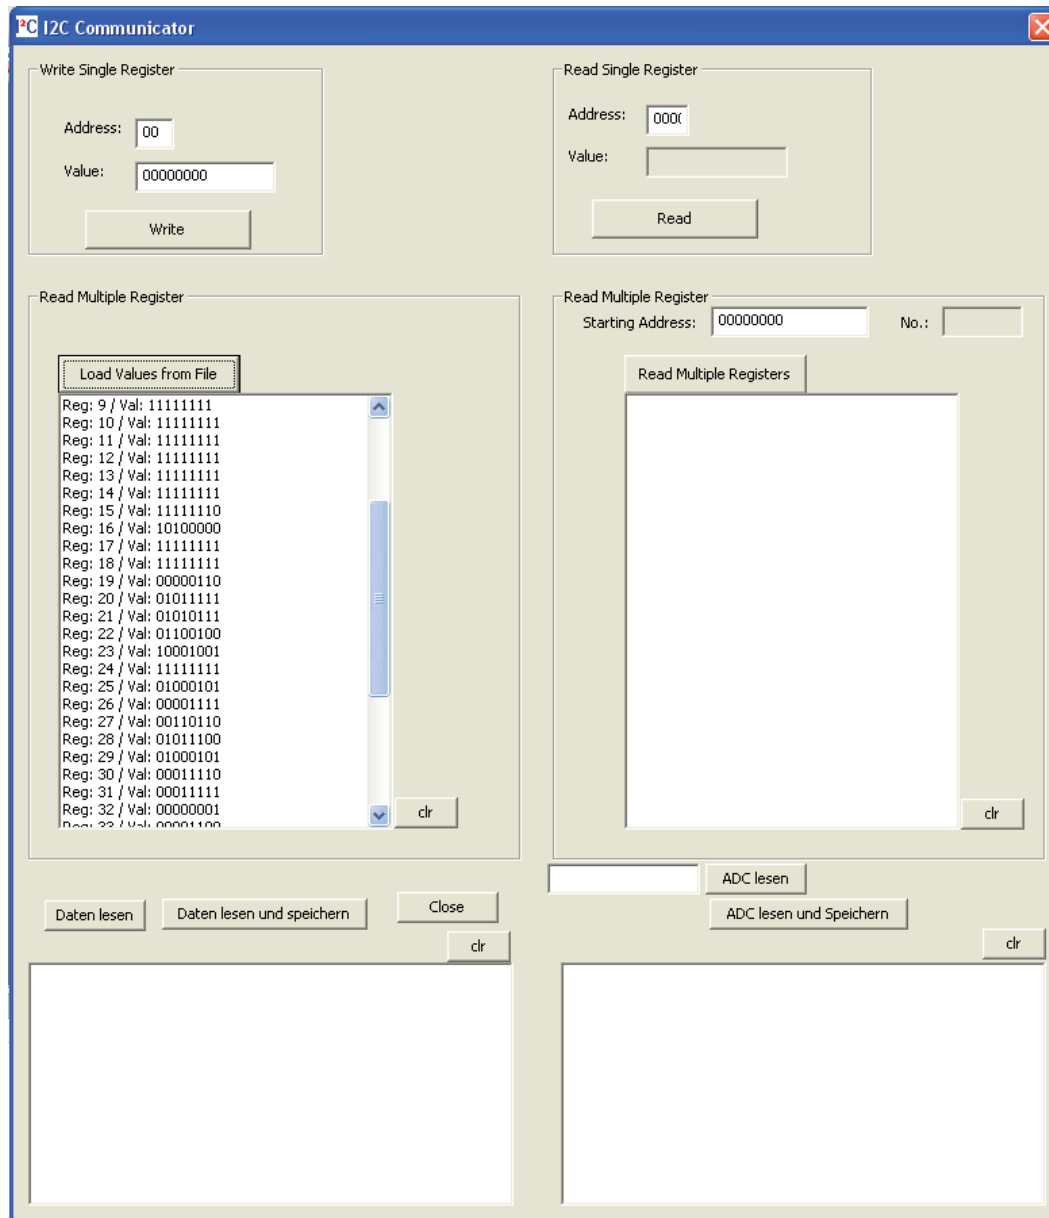 I²C I2C Communicator
Write Single Register
Address: 00
Value: 00000000
Write
Read Single Register
Address: 000
Value:
Read
Read Multiple Register
Load Values from File
Reg: 9 / Val: 11111111
Reg: 10 / Val: 11111111
Reg: 11 / Val: 11111111
Reg: 12 / Val: 11111111
Reg: 13 / Val: 11111111
Reg: 14 / Val: 11111111
Reg: 15 / Val: 11111110
Reg: 16 / Val: 10100000
Reg: 17 / Val: 11111111
Reg: 18 / Val: 11111111
Reg: 19 / Val: 00000110
Reg: 20 / Val: 01011111
Reg: 21 / Val: 01010111
Reg: 22 / Val: 01100100
Reg: 23 / Val: 10001001
Reg: 24 / Val: 11111111
Reg: 25 / Val: 01000101
Reg: 26 / Val: 00001111
Reg: 27 / Val: 00110110
Reg: 28 / Val: 01011100
Reg: 29 / Val: 01000101
Reg: 30 / Val: 00011110
Reg: 31 / Val: 00011111
Reg: 32 / Val: 00000001
Reg: 33 / Val: 00001100
clr
Read Multiple Register
Starting Address: 00000000 No.:
Read Multiple Registers
clr
Daten lesen Daten lesen und speichern Close
clr
ADC lesen
ADC lesen und Speichern
clr